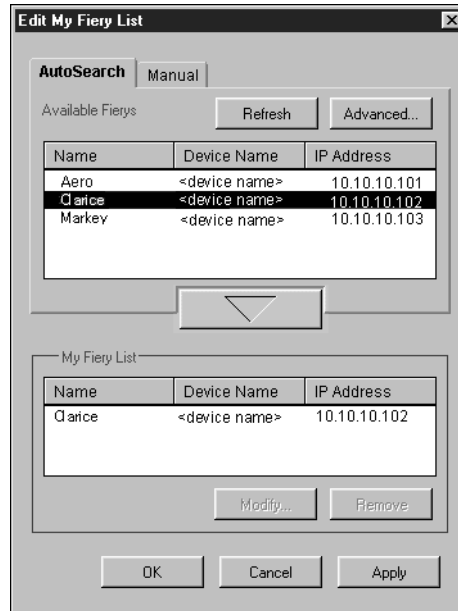 Edit My Fiery List
AutoSearch Manual
Available Fierys Refresh Advanced...
Name Device Name IP Address
Aero <device name> 10.10.10.101
Clarice <device name> 10.10.10.102
Markey <device name> 10.10.10.103
My Fiery List
Name Device Name IP Address
Clarice <device name> 10.10.10.102
Modify... Remove
OK Cancel Apply